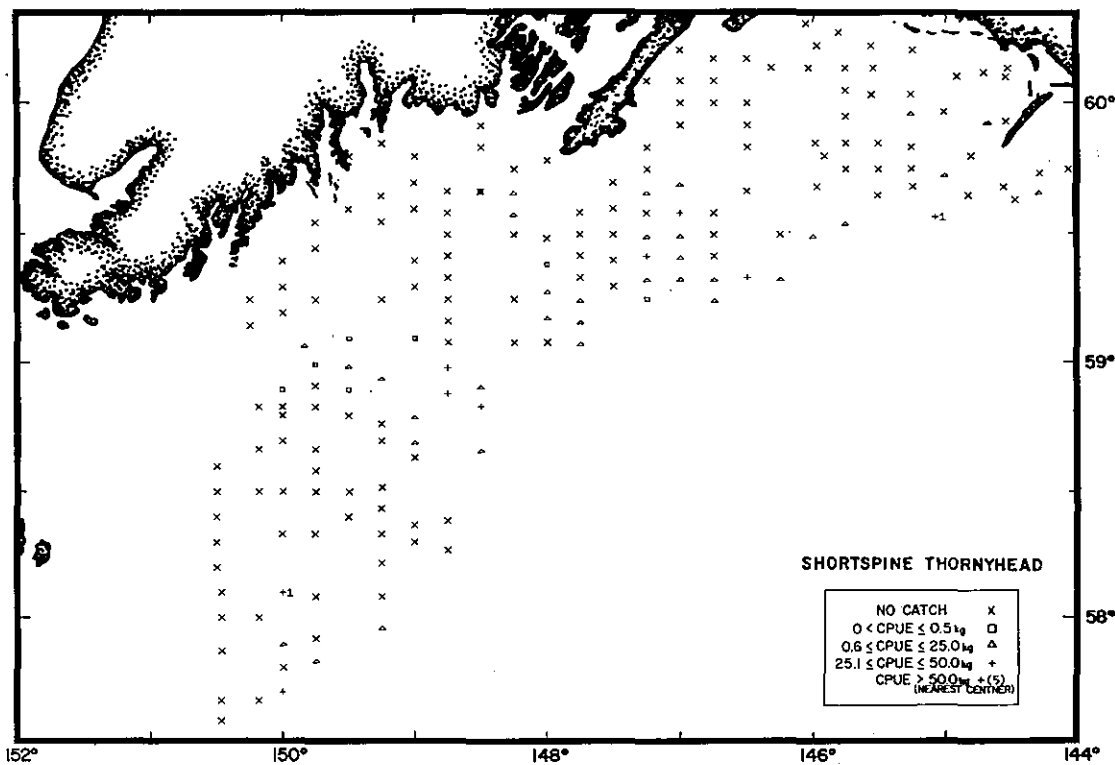 60°
+1
59°
SHORTSPINE THORNYHEAD
NO CATCH x
0 < CPUE ≤ 0.5 kg □
0.6 ≤ CPUE ≤ 25.0 kg △
25.1 ≤ CPUE ≤ 50.0 kg +
CPUE > 50.0 kg +(5)
(NEAREST CENTNER)
+1
58°
152° 150° 148° 146° 144°